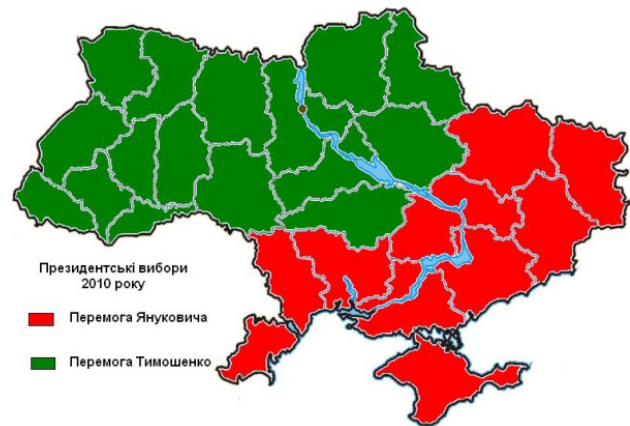 Президентські вибори
2010 року
Перемога Януковича
Перемога Тимошенко